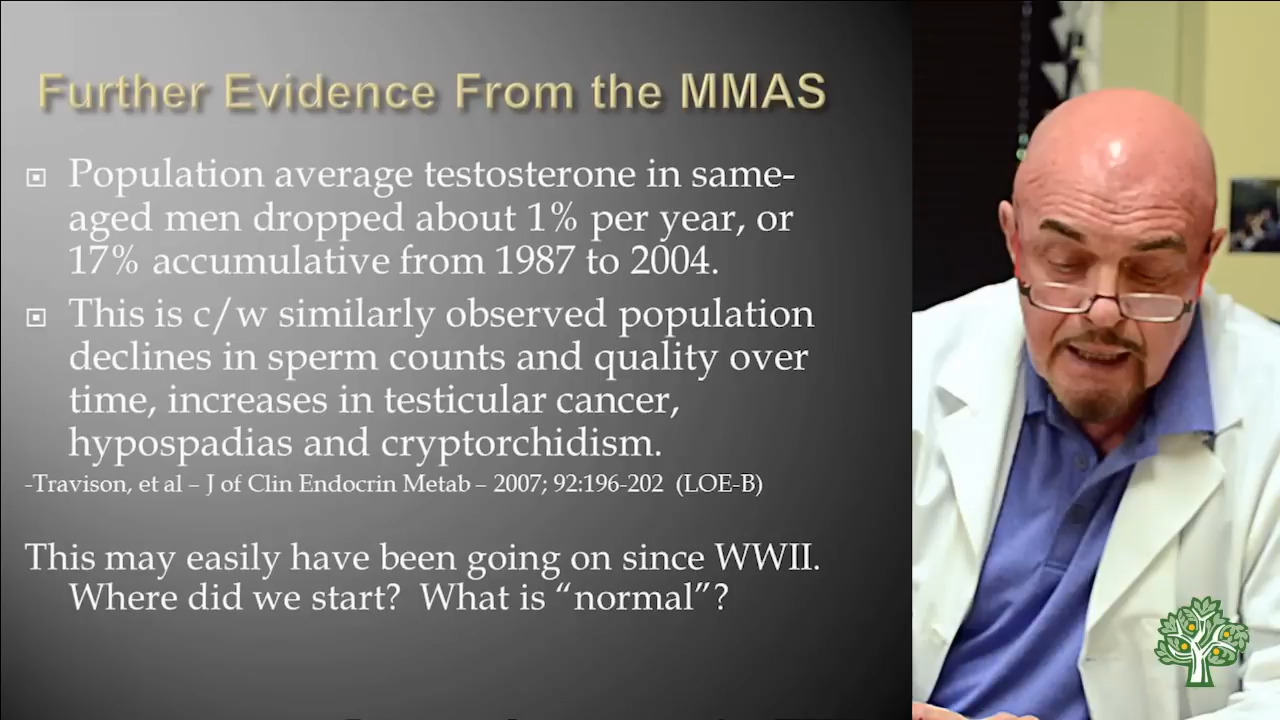 Further Evidence From the MMAS
Population average testosterone in same-
aged men dropped about 1% per year, or
17% accumulative from 1987 to 2004.
This is c/w similarly observed population
declines in sperm counts and quality over
time, increases in testicular cancer,
hypospadias and cryptorchidism.
-Travison, et al – J of Clin Endocrin Metab – 2007; 92:196-202 (LOE-B)
This may easily have been going on since WWII.
Where did we start? What is “normal”?